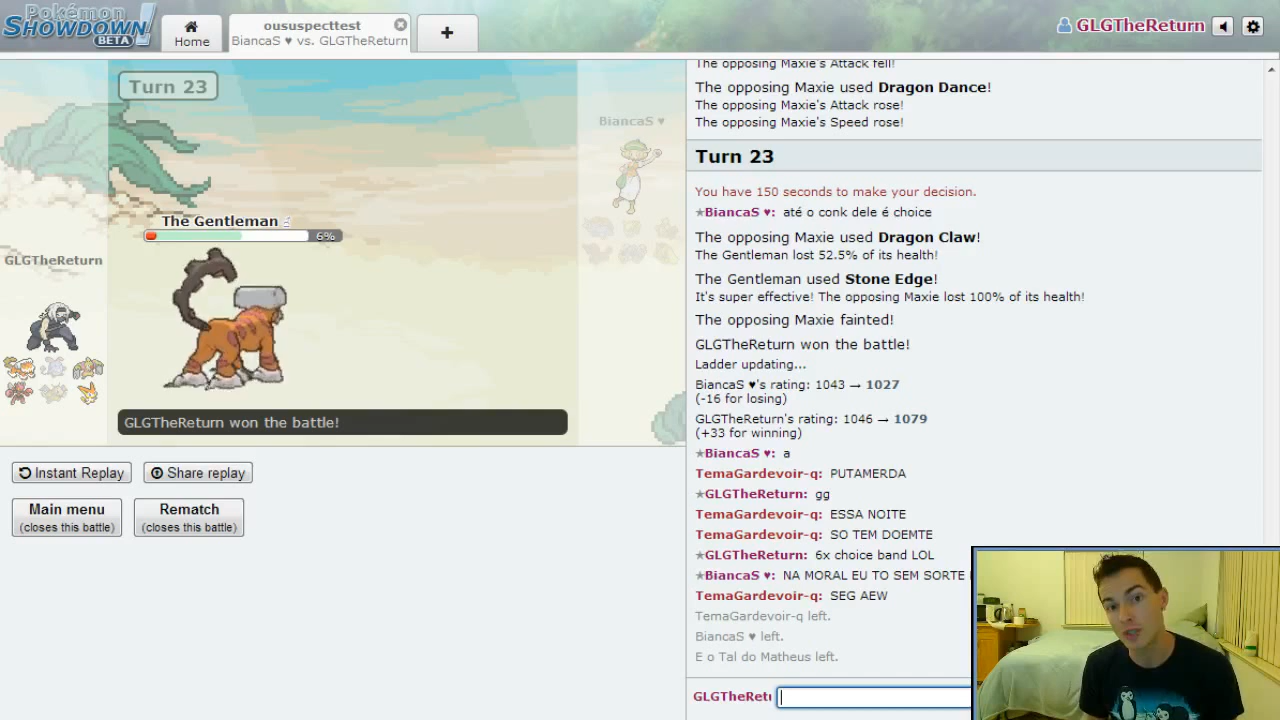 Pokémon
SHOWDOWN!
BETA
Home
ououspecttest
BiancaS ♥ vs. GLGTheReturn
+
GLGTheReturn
Turn 23
BiancaS ♥
The Gentleman
6%
GLGTheReturn
GLGTheReturn won the battle!
Instant Replay
Share replay
Main menu
(closes this battle)
Rematch
(closes this battle)
The opposing Maxie's Attack fell!
The opposing Maxie used Dragon Dance!
The opposing Maxie's Attack rose!
The opposing Maxie's Speed rose!
Turn 23
You have 150 seconds to make your decision.
★BiancaS ♥: até o conk dele é choice
The opposing Maxie used Dragon Claw!
The Gentleman lost 52.5% of its health!
The Gentleman used Stone Edge!
It's super effective! The opposing Maxie lost 100% of its health!
The opposing Maxie fainted!
GLGTheReturn won the battle!
Ladder updating...
BiancaS ♥'s rating: 1043 → 1027
(-16 for losing)
GLGTheReturn's rating: 1046 → 1079
(+33 for winning)
★BiancaS ♥: a
TemaGardevoir-q: PUTAMERDA
★GLGTheReturn: gg
TemaGardevoir-q: ESSA NOITE
TemaGardevoir-q: SO TEM DOEMTE
★GLGTheReturn: 6x choice band LOL
★BiancaS ♥: NA MORAL EU TO SEM SORTE
TemaGardevoir-q: SEG AEW
TemaGardevoir-q left.
BiancaS ♥ left.
E o Tal do Matheus left.
GLGTheRetu